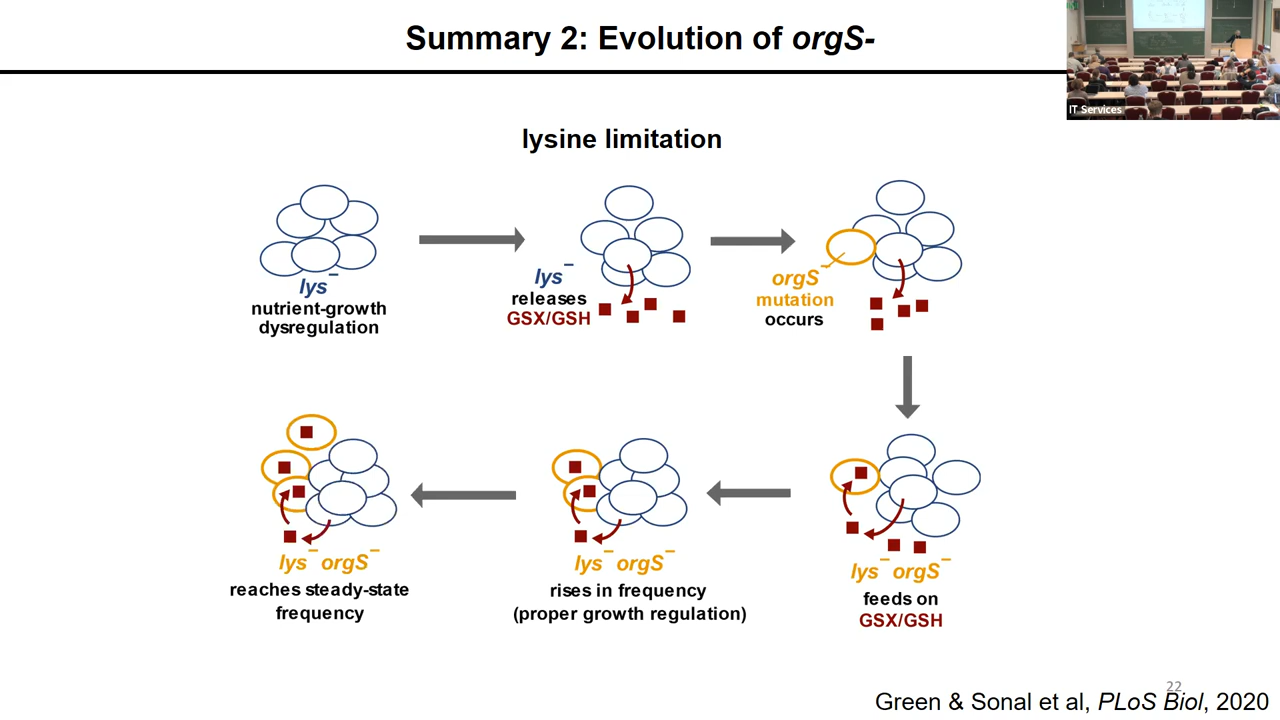 Summary 2: Evolution of orgS-
IT Services
lysine limitation
lys⁻
nutrient-growth
dysregulation
lys⁻
releases
GSX/GSH
orgS⁻
mutation
occurs
lys⁻orgS⁻
feeds on
GSX/GSH
lys⁻orgS⁻
rises in frequency
(proper growth regulation)
lys⁻orgS⁻
reaches steady-state
frequency
22
Green & Sonal et al, PLoS Biol, 2020